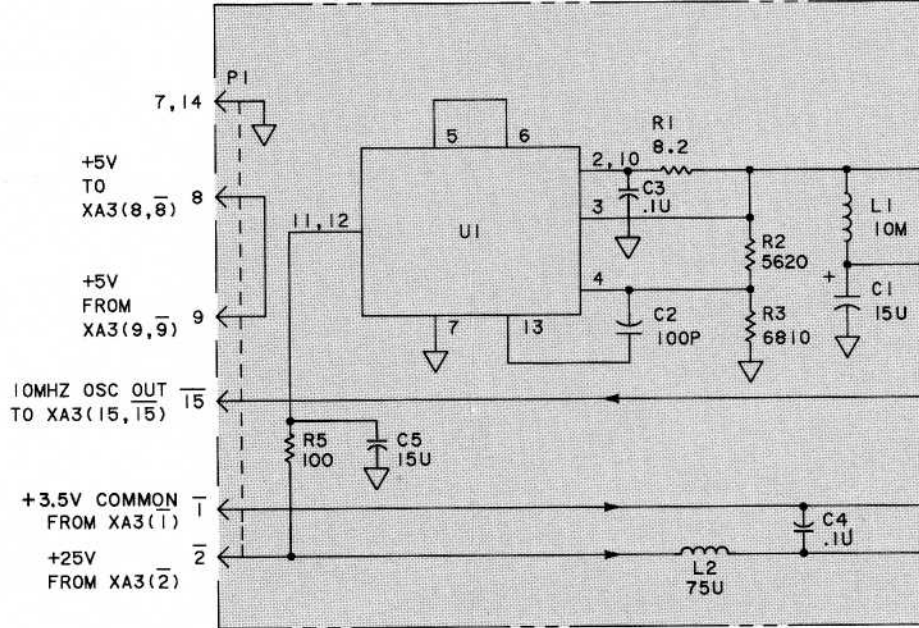 P1
7,14
5
6
R1
8.2
2,10
C3
.1U
3
+5V
TO
XA3(8,8̅) 8
11,12
U1
L1
10M
R2
5620
4
+5V
FROM
XA3(9,9̅) 9
+
C1
15U
7
13
C2
100P
R3
6810
10MHZ OSC OUT 1̅5̅
TO XA3(15,1̅5̅)
R5
100
C5
15U
+3.5V COMMON 1̅
FROM XA3(1̅)
C4
.1U
+25V 2̅
FROM XA3(2̅)
L2
75U